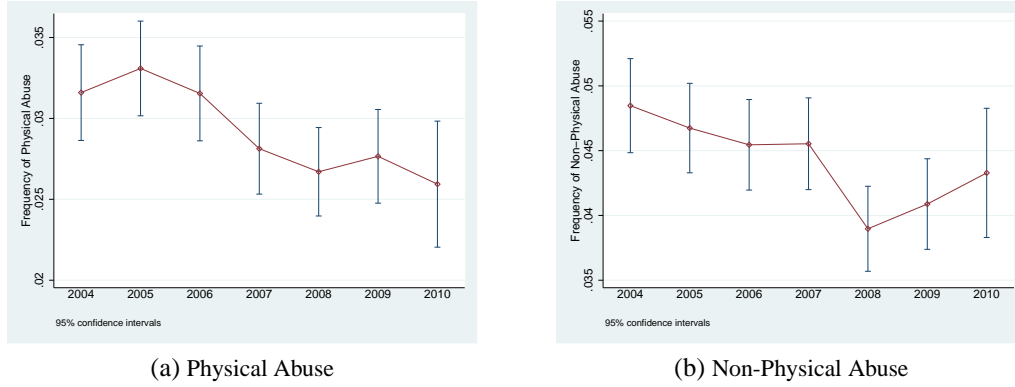 Frequency of Physical Abuse
.035
.03
.025
.02
2004 2005 2006 2007 2008 2009 2010
95% confidence intervals
(a) Physical Abuse
Frequency of Non−Physical Abuse
.055
.05
.045
.04
.035
2004 2005 2006 2007 2008 2009 2010
95% confidence intervals
(b) Non-Physical Abuse